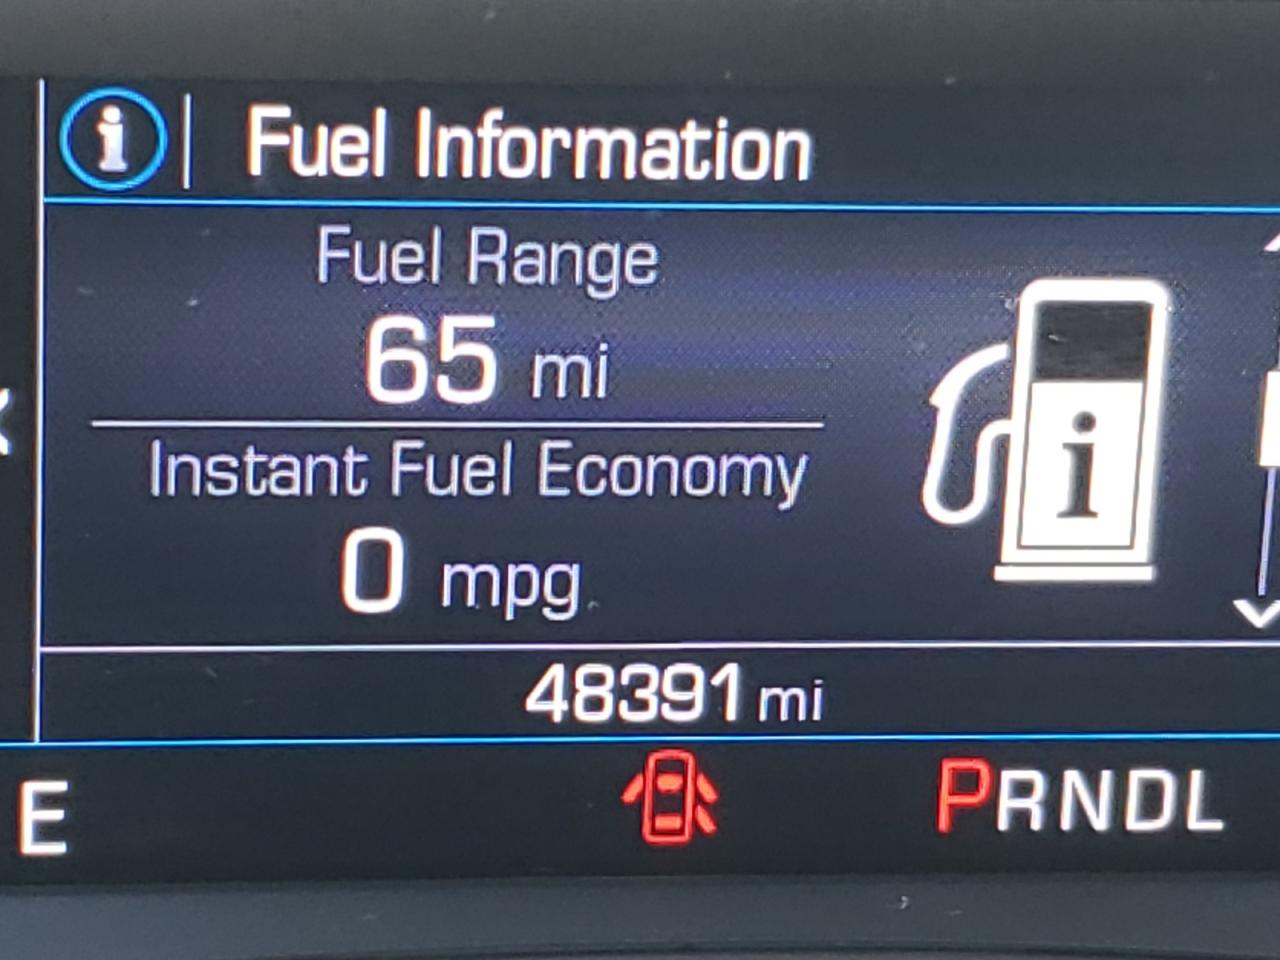 i Fuel Information
Fuel Range
65 mi
Instant Fuel Economy
0 mpg
i
48391 mi
E
PRNDL